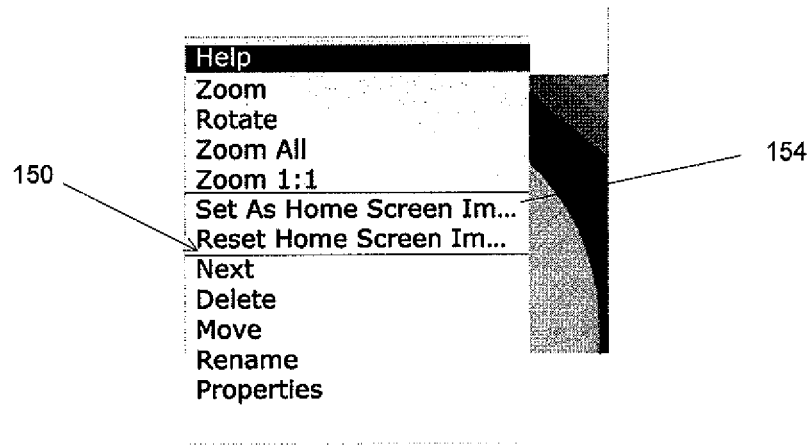 Help
Zoom
Rotate
Zoom All
Zoom 1:1
Set As Home Screen Im...
Reset Home Screen Im...
Next
Delete
Move
Rename
Properties
150
154